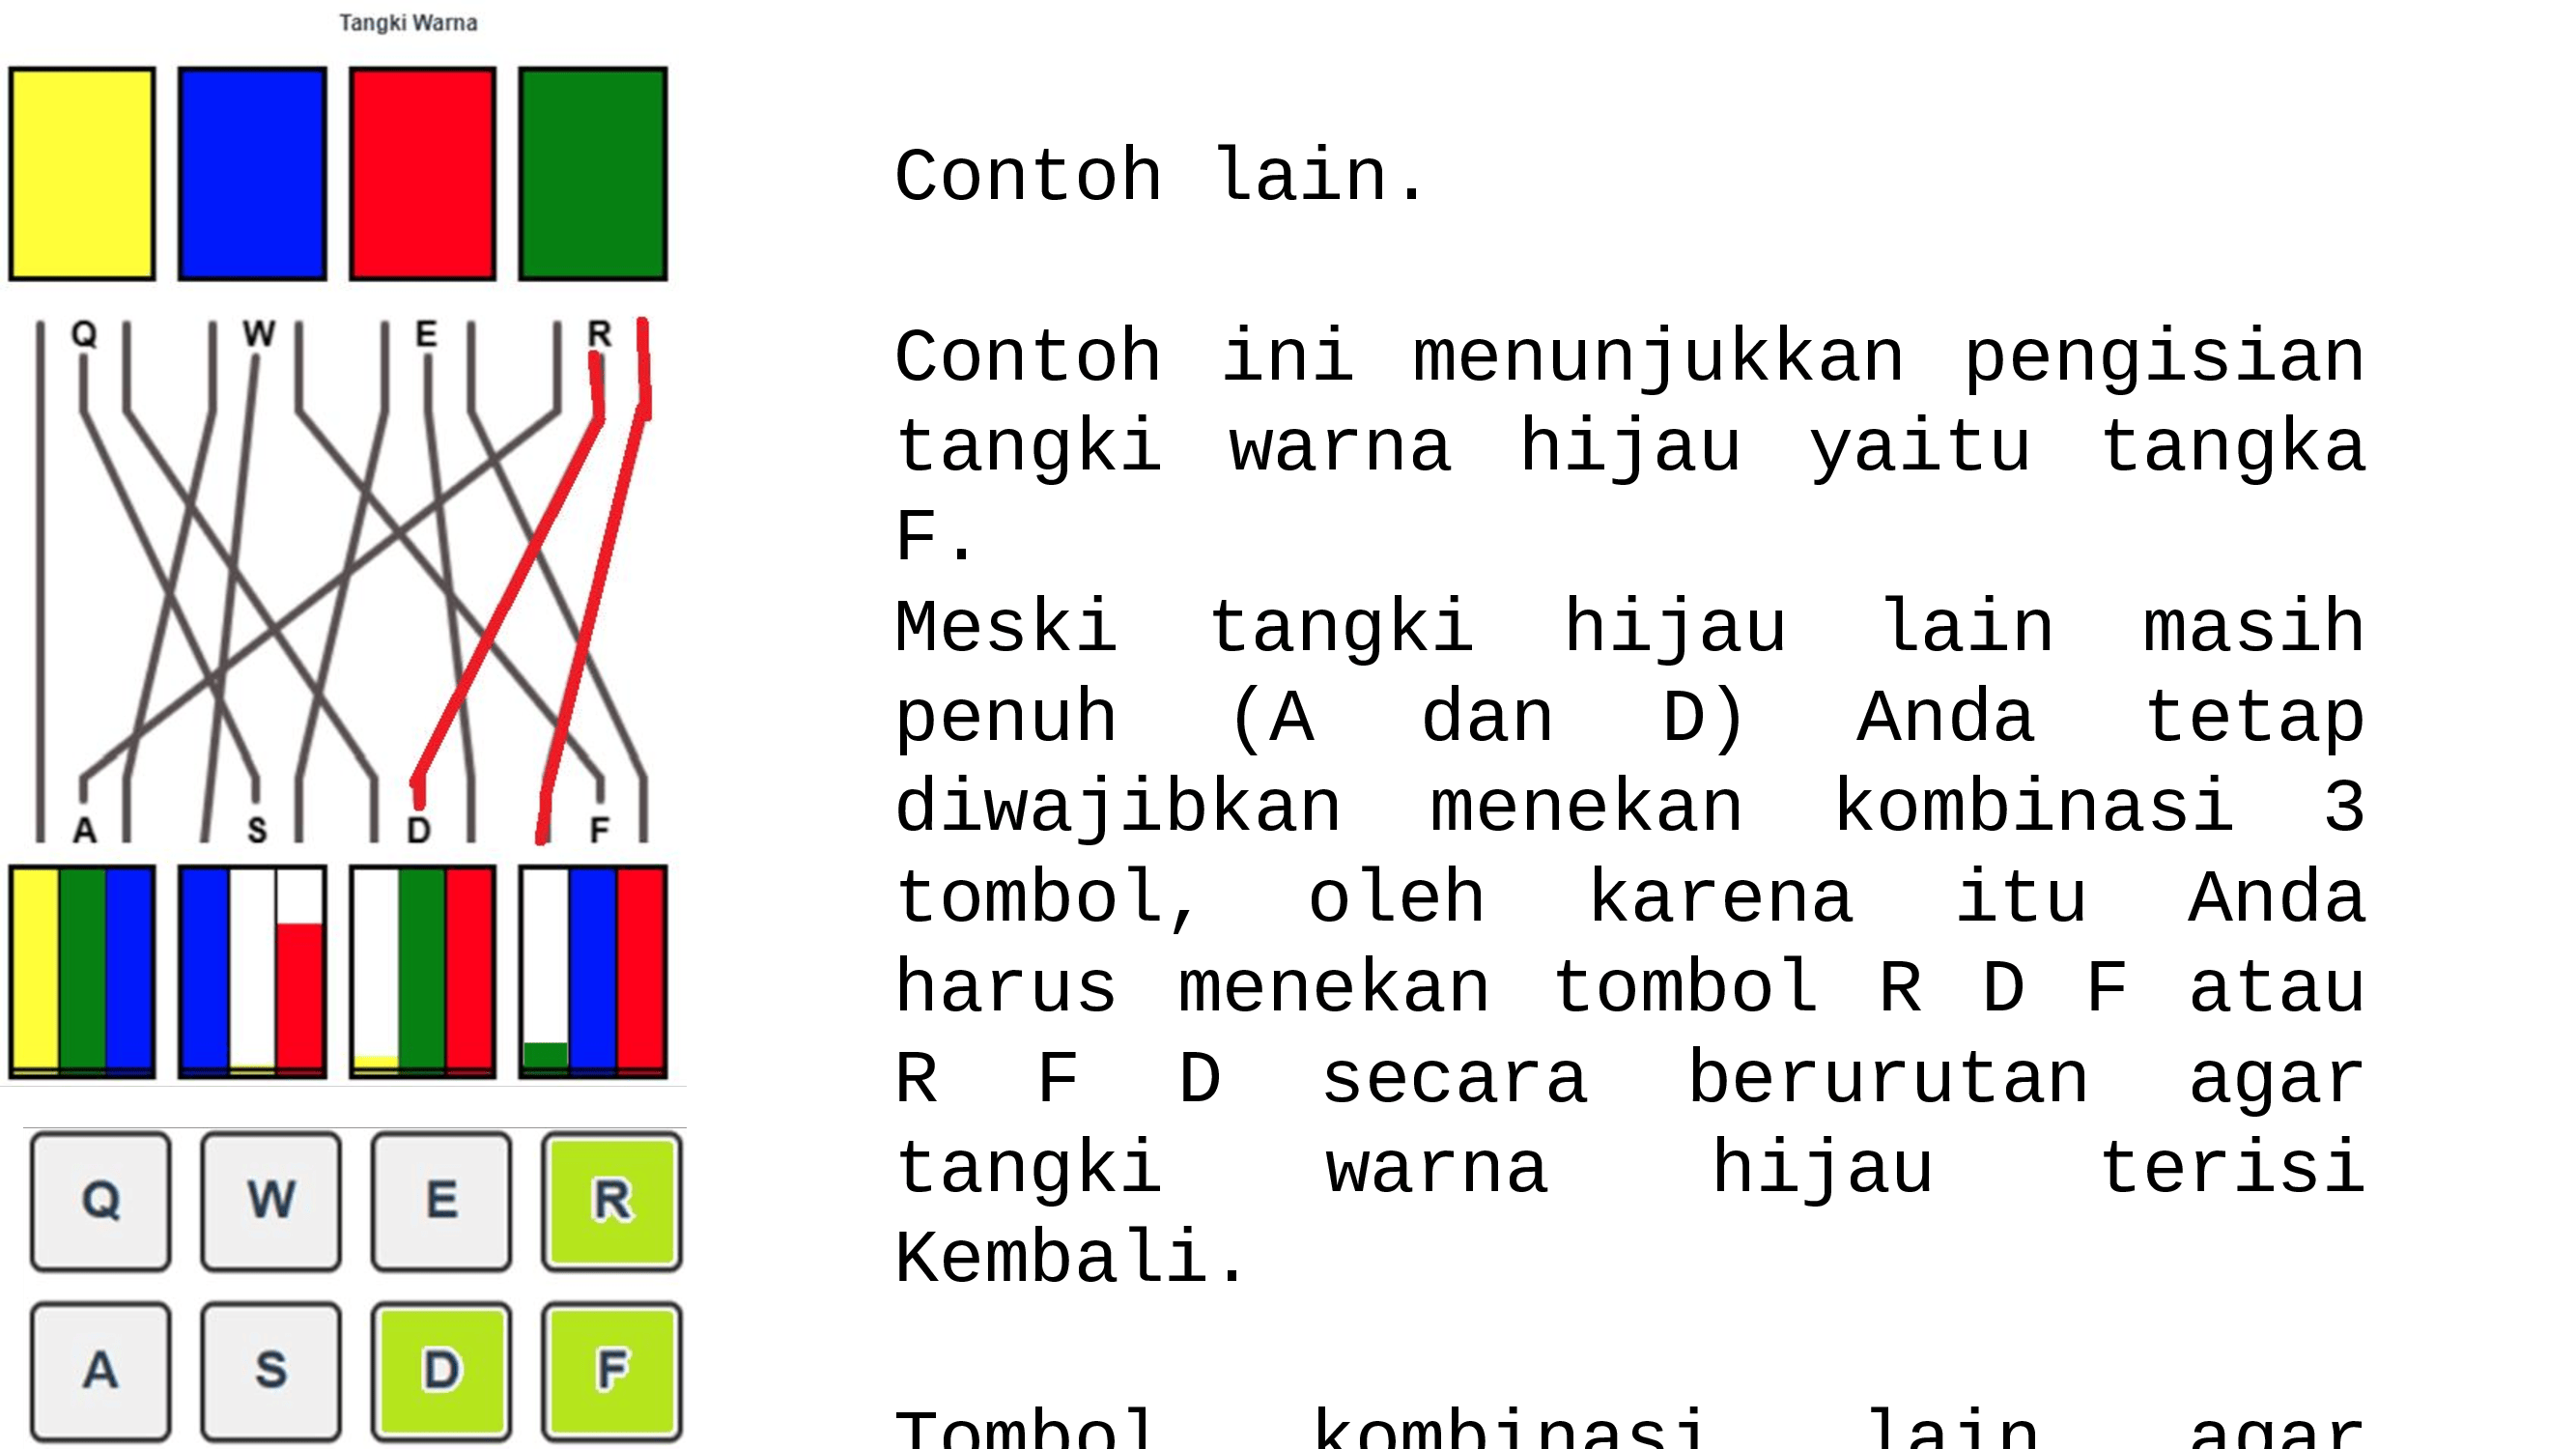 Tangki Warna
Q W E R
A S D F
Q W E R
A S D F
Contoh lain.
Contoh ini menunjukkan pengisian
tangki warna hijau yaitu tangka
F.
Meski tangki hijau lain masih
penuh (A dan D) Anda tetap
diwajibkan menekan kombinasi 3
tombol, oleh karena itu Anda
harus menekan tombol R D F atau
R F D secara berurutan agar
tangki warna hijau terisi
Kembali.
Tombol kombinasi lain agar